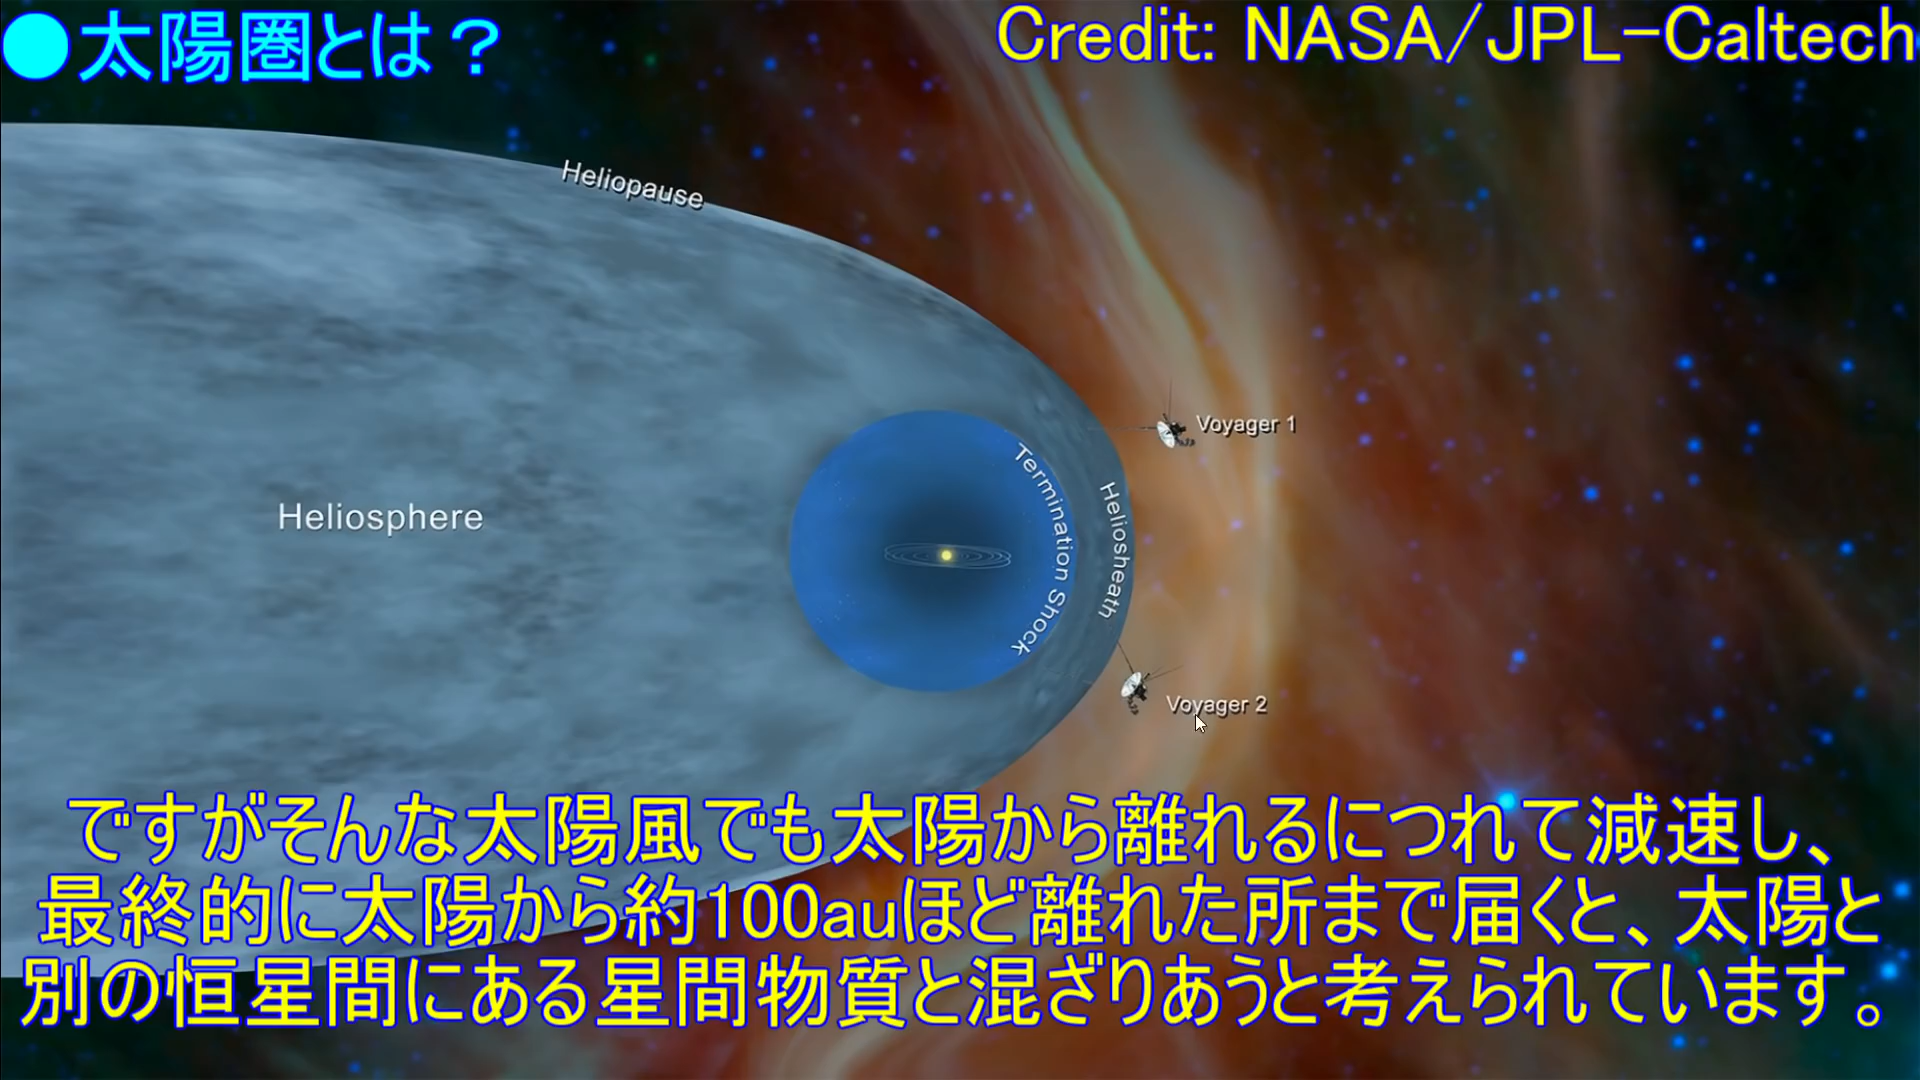 ●太陽圏とは？
Credit: NASA/JPL-Caltech
Heliopause
Voyager 1
Termination Shock
Heliosheath
Heliosphere
Voyager 2
ですがそんな太陽風でも太陽から離れるにつれて減速し、
最終的に太陽から約100auほど離れた所まで届くと、太陽と
別の恒星間にある星間物質と混ざりあうと考えられています。